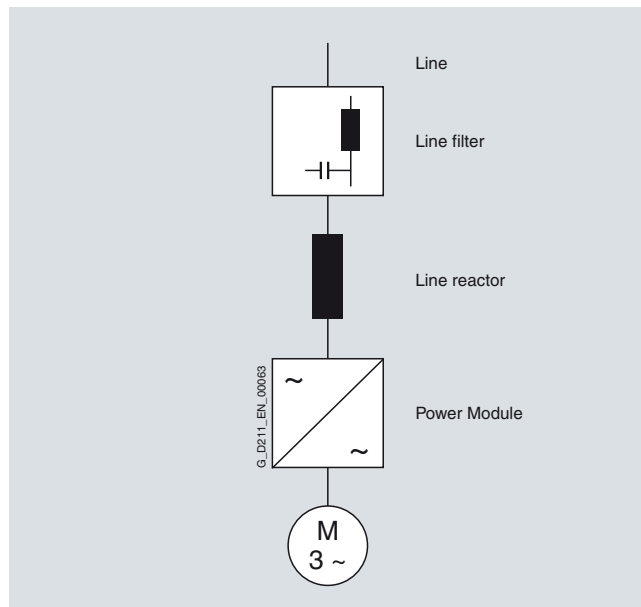 Line
Line filter
Line reactor
G_D211_EN_00063
~
~
Power Module
M
3 ~